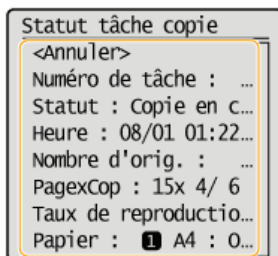 Statut tâche copie
<Annuler>
Numéro de tâche : ...
Statut : Copie en c...
Heure : 08/01 01:22...
Nombre d'orig. : ...
PagexCop : 15x 4/ 6
Taux de reproductio...
Papier : 1 A4 : O...